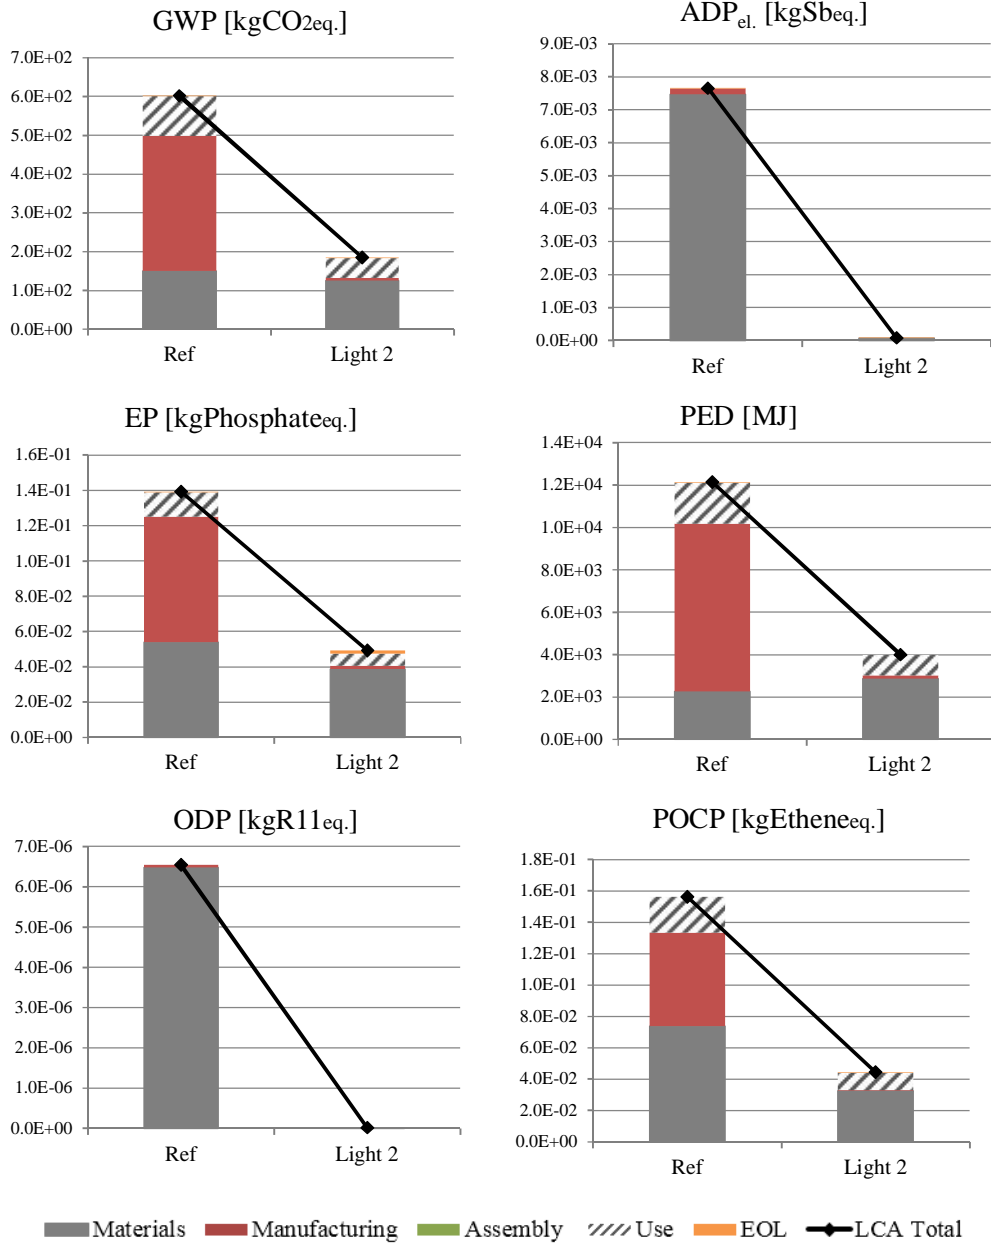 GWP [kgCO2eq.]
7.0E+02
6.0E+02
5.0E+02
4.0E+02
3.0E+02
2.0E+02
1.0E+02
0.0E+00
Ref Light 2
ADPel. [kgSbeq.]
9.0E-03
8.0E-03
7.0E-03
6.0E-03
5.0E-03
4.0E-03
3.0E-03
2.0E-03
1.0E-03
0.0E+00
Ref Light 2
EP [kgPhosphateeq.]
1.6E-01
1.4E-01
1.2E-01
1.0E-01
8.0E-02
6.0E-02
4.0E-02
2.0E-02
0.0E+00
Ref Light 2
PED [MJ]
1.4E+04
1.2E+04
1.0E+04
8.0E+03
6.0E+03
4.0E+03
2.0E+03
0.0E+00
Ref Light 2
ODP [kgR11eq.]
7.0E-06
6.0E-06
5.0E-06
4.0E-06
3.0E-06
2.0E-06
1.0E-06
0.0E+00
Ref Light 2
POCP [kgEtheneeq.]
1.8E-01
1.6E-01
1.4E-01
1.2E-01
1.0E-01
8.0E-02
6.0E-02
4.0E-02
2.0E-02
0.0E+00
Ref Light 2
Materials Manufacturing Assembly Use EOL LCA Total